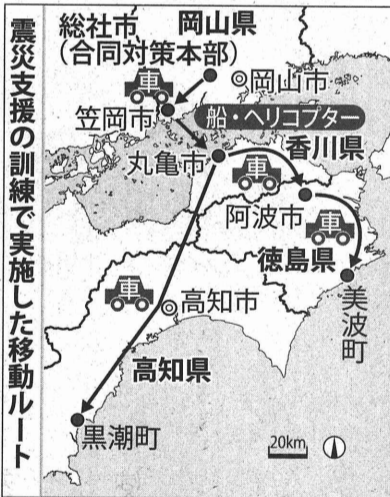 震災支援の訓練で実施した移動ルート
総社市
(合同対策本部)
岡山県
岡山市
車
笠岡市
船・ヘリコプター
丸亀市
香川県
車
阿波市
車
徳島県
美波町
車
高知市
高知県
黒潮町
20km